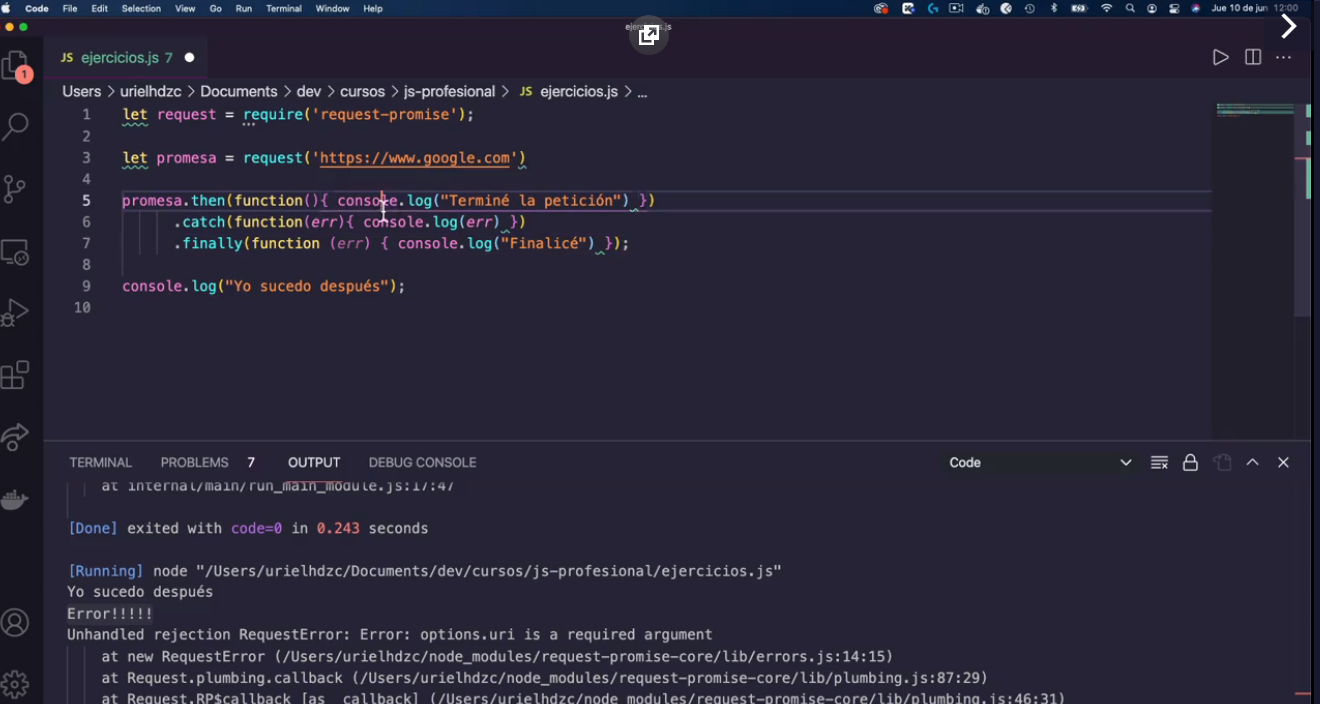 Code File Edit Selection View Go Run Terminal Window Help Jue 10 de jun 12:00
ejercicios.js
JS ejercicios.js 7
1
Users > urielhdzc > Documents > dev > cursos > js-profesional > JS ejercicios.js > ...
1 let request = require('request-promise');
2
3 let promesa = request('https://www.google.com')
4
5 promesa.then(function(){ console.log("Terminé la petición") })
6 .catch(function(err){ console.log(err) })
7 .finally(function (err) { console.log("Finalicé") });
8
9 console.log("Yo sucedo después");
10
TERMINAL PROBLEMS 7 OUTPUT DEBUG CONSOLE Code
at internal/main/run_main_module.js:17:47
[Done] exited with code=0 in 0.243 seconds
[Running] node "/Users/urielhdzc/Documents/dev/cursos/js-profesional/ejercicios.js"
Yo sucedo después
Error!!!!!
Unhandled rejection RequestError: Error: options.uri is a required argument
at new RequestError (/Users/urielhdzc/node_modules/request-promise-core/lib/errors.js:14:15)
at Request.plumbing.callback (/Users/urielhdzc/node_modules/request-promise-core/lib/plumbing.js:87:29)
at Request.RP$callback [as _callback] (/Users/urielhdzc/node_modules/request-promise-core/lib/plumbing.js:46:31)